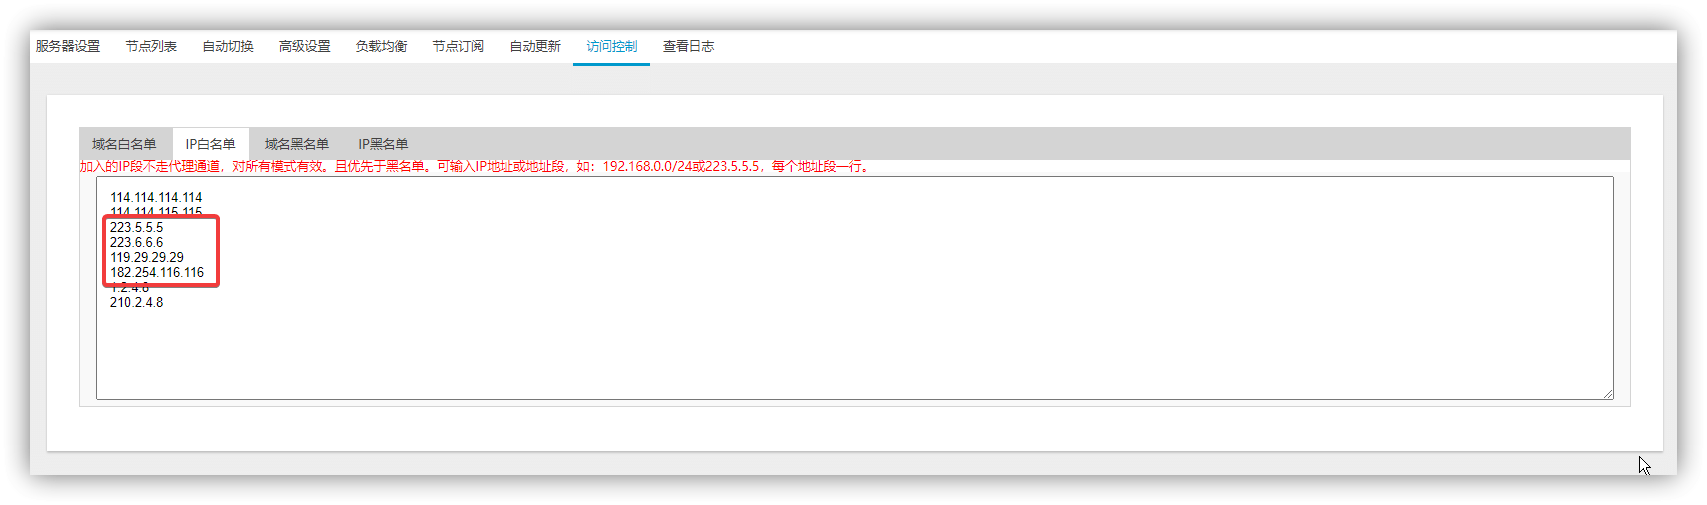 服务器设置 节点列表 自动切换 高级设置 负载均衡 节点订阅 自动更新 访问控制 查看日志
域名白名单 IP白名单 域名黑名单 IP黑名单
加入的IP段不走代理通道，对所有模式有效。且优先于黑名单。可输入IP地址或地址段，如：192.168.0.0/24或223.5.5.5，每个地址段一行。
114.114.114.114
114.114.115.115
223.5.5.5
223.6.6.6
119.29.29.29
182.254.116.116
1.2.4.8
210.2.4.8